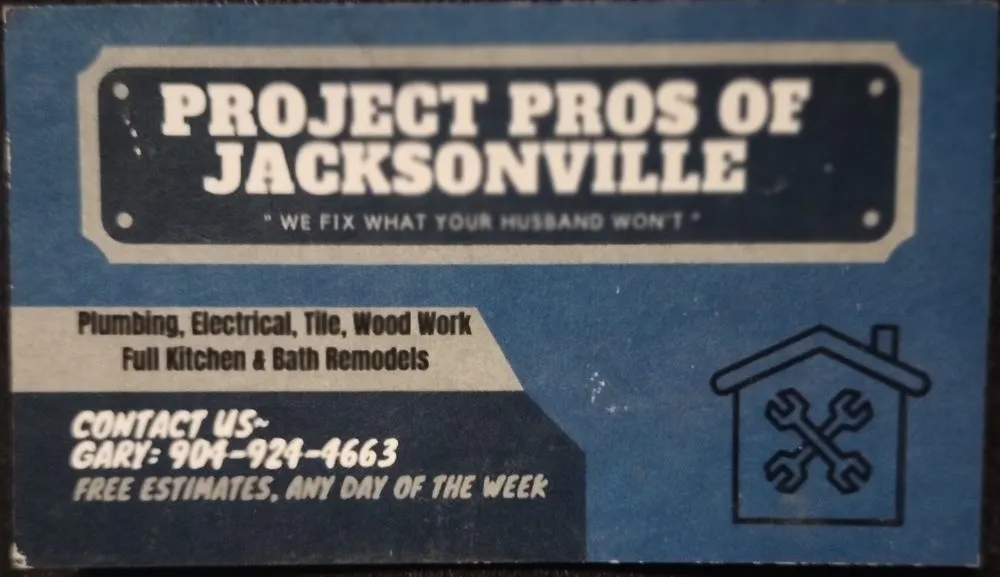 PROJECT PROS OF
JACKSONVILLE
" WE FIX WHAT YOUR HUSBAND WON'T "
Plumbing, Electrical, Tile, Wood Work
Full Kitchen & Bath Remodels
CONTACT US~
GARY: 904-924-4663
FREE ESTIMATES, ANY DAY OF THE WEEK